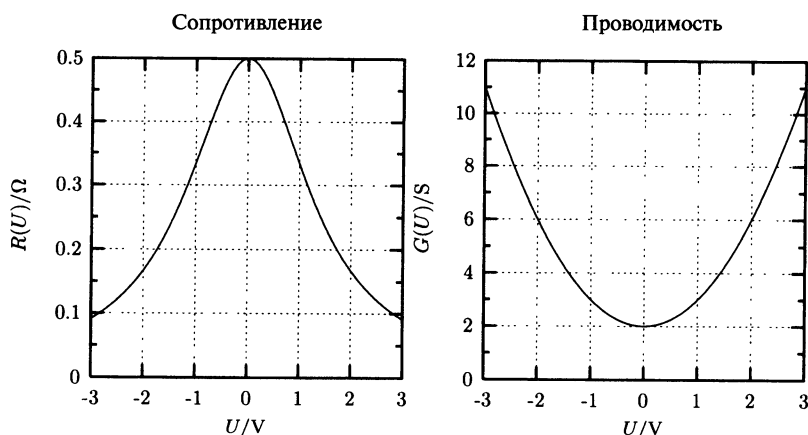 Сопротивление
0.5
0.4
0.3
0.2
0.1
0
R(U)/Ω
-3 -2 -1 0 1 2 3
U/V
Проводимость
12
10
8
6
4
2
0
G(U)/S
-3 -2 -1 0 1 2 3
U/V